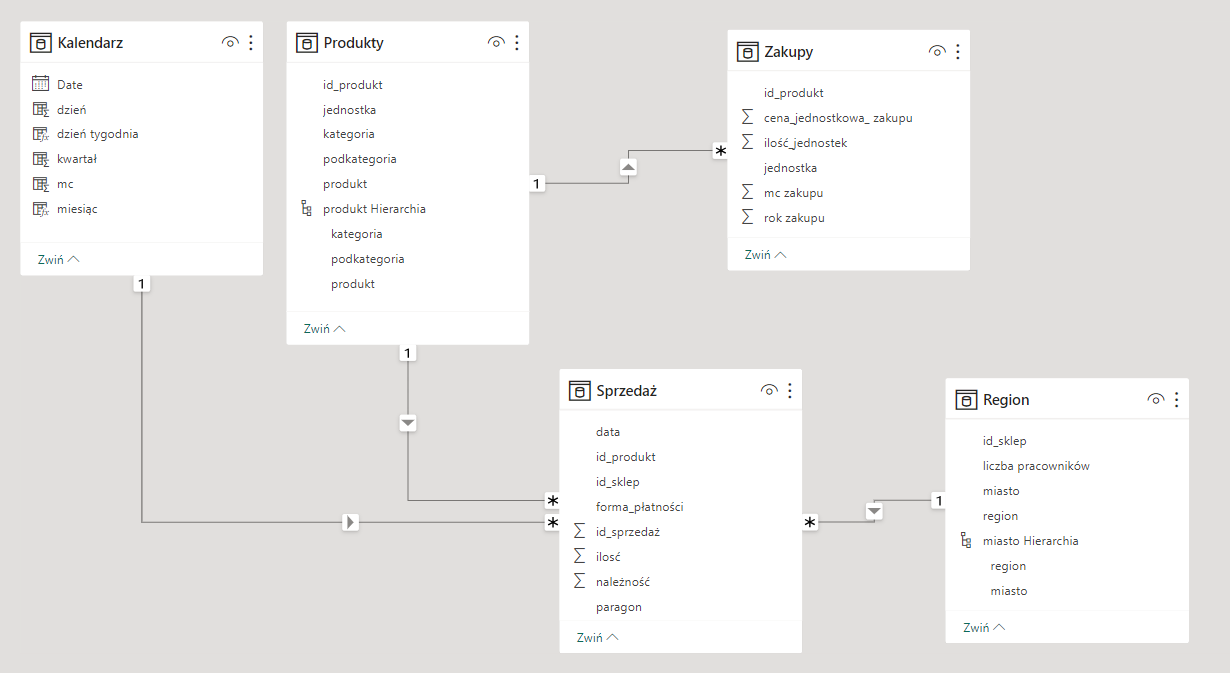 Kalendarz
Date
dzień
dzień tygodnia
kwartał
mc
miesiąc
Zwiń
1
Produkty
id_produkt
jednostka
kategoria
podkategoria
produkt
produkt Hierarchia
kategoria
podkategoria
produkt
Zwiń
1
1
*
Zakupy
id_produkt
cena_jednostkowa_ zakupu
ilość_jednostek
jednostka
mc zakupu
rok zakupu
Zwiń
*
*
Sprzedaż
data
id_produkt
id_sklep
forma_płatności
id_sprzedaż
ilosć
należność
paragon
Zwiń
*
1
Region
id_sklep
liczba pracowników
miasto
region
miasto Hierarchia
region
miasto
Zwiń